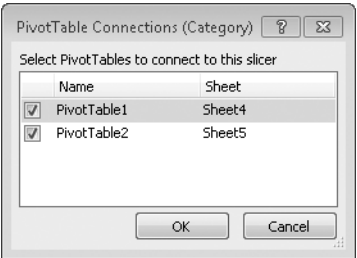 PivotTable Connections (Category)
Select PivotTables to connect to this slicer
Name Sheet
PivotTable1 Sheet4
PivotTable2 Sheet5
OK Cancel